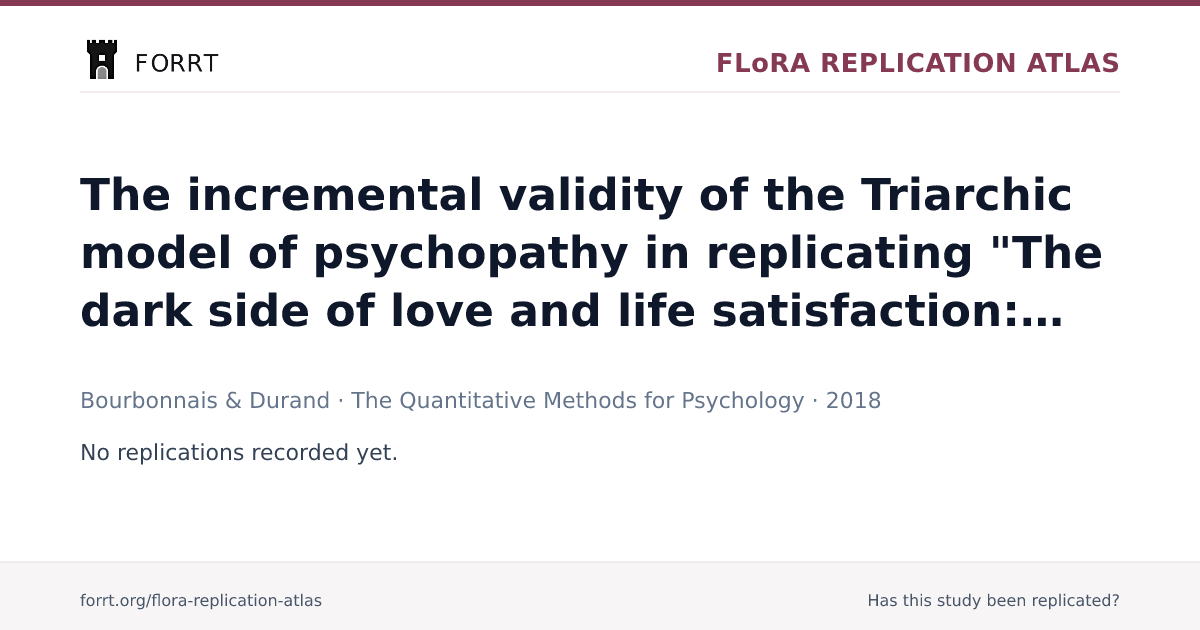 FORRT
FLoRA REPLICATION ATLAS
The incremental validity of the Triarchic
model of psychopathy in replicating "The
dark side of love and life satisfaction:…
Bourbonnais & Durand · The Quantitative Methods for Psychology · 2018
No replications recorded yet.
forrt.org/flora-replication-atlas
Has this study been replicated?